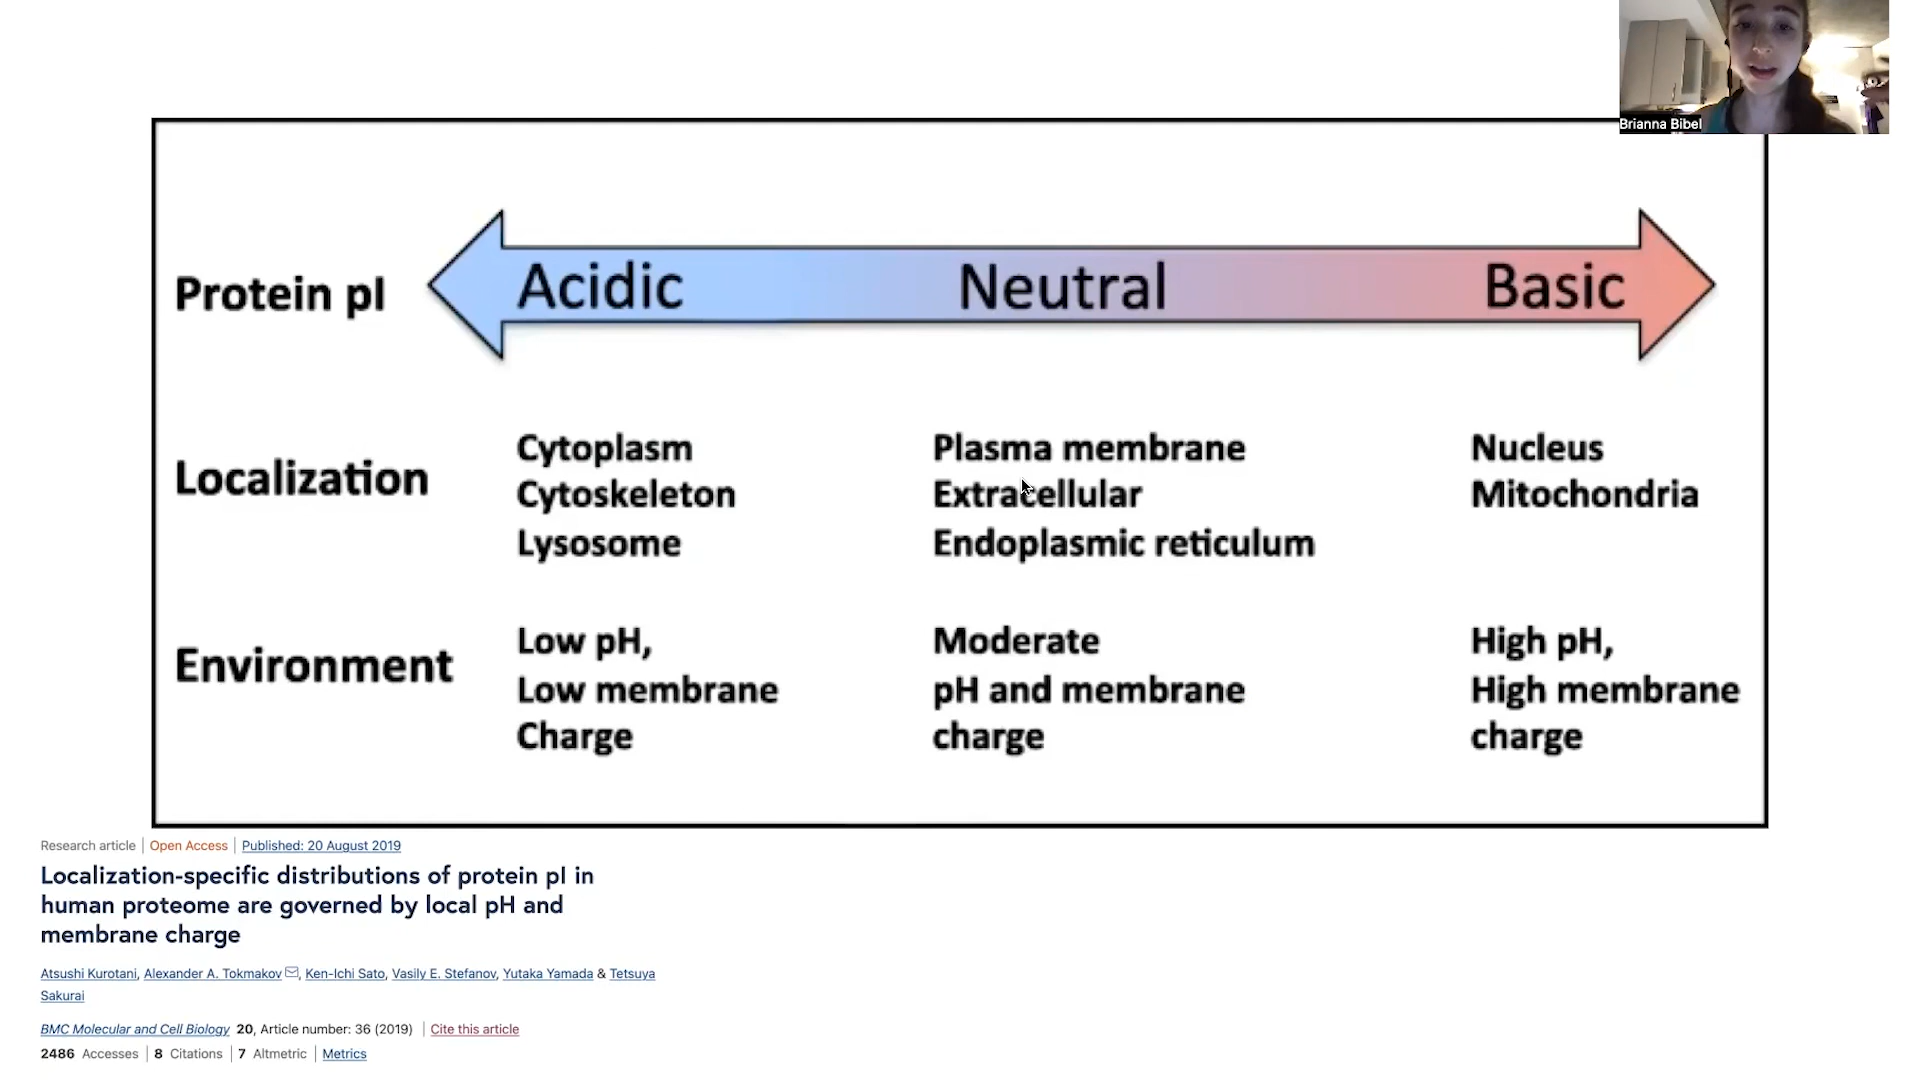 Brianna Bibel
Protein pI
Acidic
Neutral
Basic
Localization
Cytoplasm
Cytoskeleton
Lysosome
Plasma membrane
Extracellular
Endoplasmic reticulum
Nucleus
Mitochondria
Environment
Low pH,
Low membrane
Charge
Moderate
pH and membrane
charge
High pH,
High membrane
charge
Research article | Open Access | Published: 20 August 2019
Localization-specific distributions of protein pI in
human proteome are governed by local pH and
membrane charge
Atsushi Kurotani, Alexander A. Tokmakov, Ken-Ichi Sato, Vasily E. Stefanov, Yutaka Yamada & Tetsuya
Sakurai
BMC Molecular and Cell Biology 20, Article number: 36 (2019) | Cite this article
2486 Accesses | 8 Citations | 7 Altmetric | Metrics